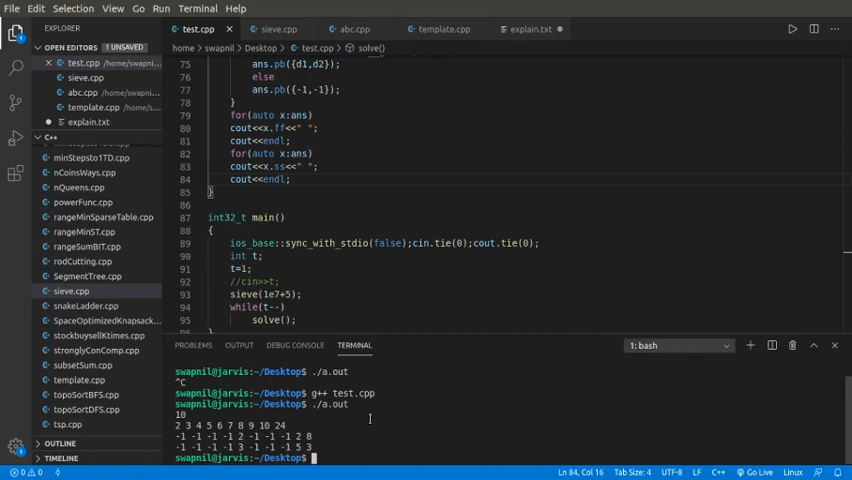 File Edit Selection View Go Run Terminal Help
EXPLORER
OPEN EDITORS 1 UNSAVED
test.cpp /home/swapni
sieve.cpp
abc.cpp /home/swapnil/...
template.cpp /home/s...
explain.txt
C++
minStepsto1TD.cpp
nCoinsWays.cpp
nQueens.cpp
powerFunc.cpp
rangeMinSparseTable.cpp
rangeMinST.cpp
rangeSumBIT.cpp
rodCutting.cpp
SegmentTree.cpp
sieve.cpp
snakeLadder.cpp
SpaceOptimizedKnapsack...
stockbuysellKtimes.cpp
stronglyConComp.cpp
subsetSum.cpp
template.cpp
topoSortBFS.cpp
topoSortDFS.cpp
tsp.cpp
OUTLINE
TIMELINE
test.cpp sieve.cpp abc.cpp template.cpp explain.txt
home > swapnil > Desktop > test.cpp > solve()
75 ans.pb({d1,d2});
76 else
77 ans.pb({-1,-1});
78 }
79 for(auto x:ans)
80 cout<<x.ff<<" ";
81 cout<<endl;
82 for(auto x:ans)
83 cout<<x.ss<<" ";
84 cout<<endl;
85 }
86
87 int32_t main()
88 {
89 ios_base::sync_with_stdio(false);cin.tie(0);cout.tie(0);
90 int t;
91 t=1;
92 //cin>>t;
93 sieve(1e7+5);
94 while(t--)
95 solve();
96 }
PROBLEMS OUTPUT DEBUG CONSOLE TERMINAL 1: bash
swapnil@jarvis:~/Desktop$ ./a.out
^C
swapnil@jarvis:~/Desktop$ g++ test.cpp
swapnil@jarvis:~/Desktop$ ./a.out
10
2 3 4 5 6 7 8 9 10 24
-1 -1 -1 -1 2 -1 -1 -1 2 8
-1 -1 -1 -1 3 -1 -1 -1 5 3
swapnil@jarvis:~/Desktop$
0 0 Ln 84, Col 16 Tab Size: 4 UTF-8 LF C++ Go Live Linux